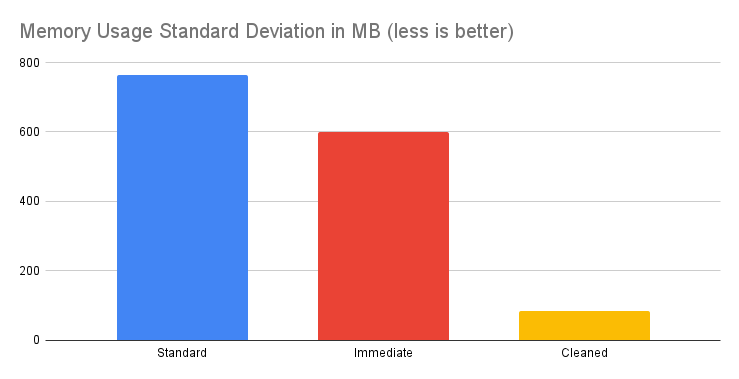 Memory Usage Standard Deviation in MB (less is better)
800
600
400
200
0
Standard Immediate Cleaned